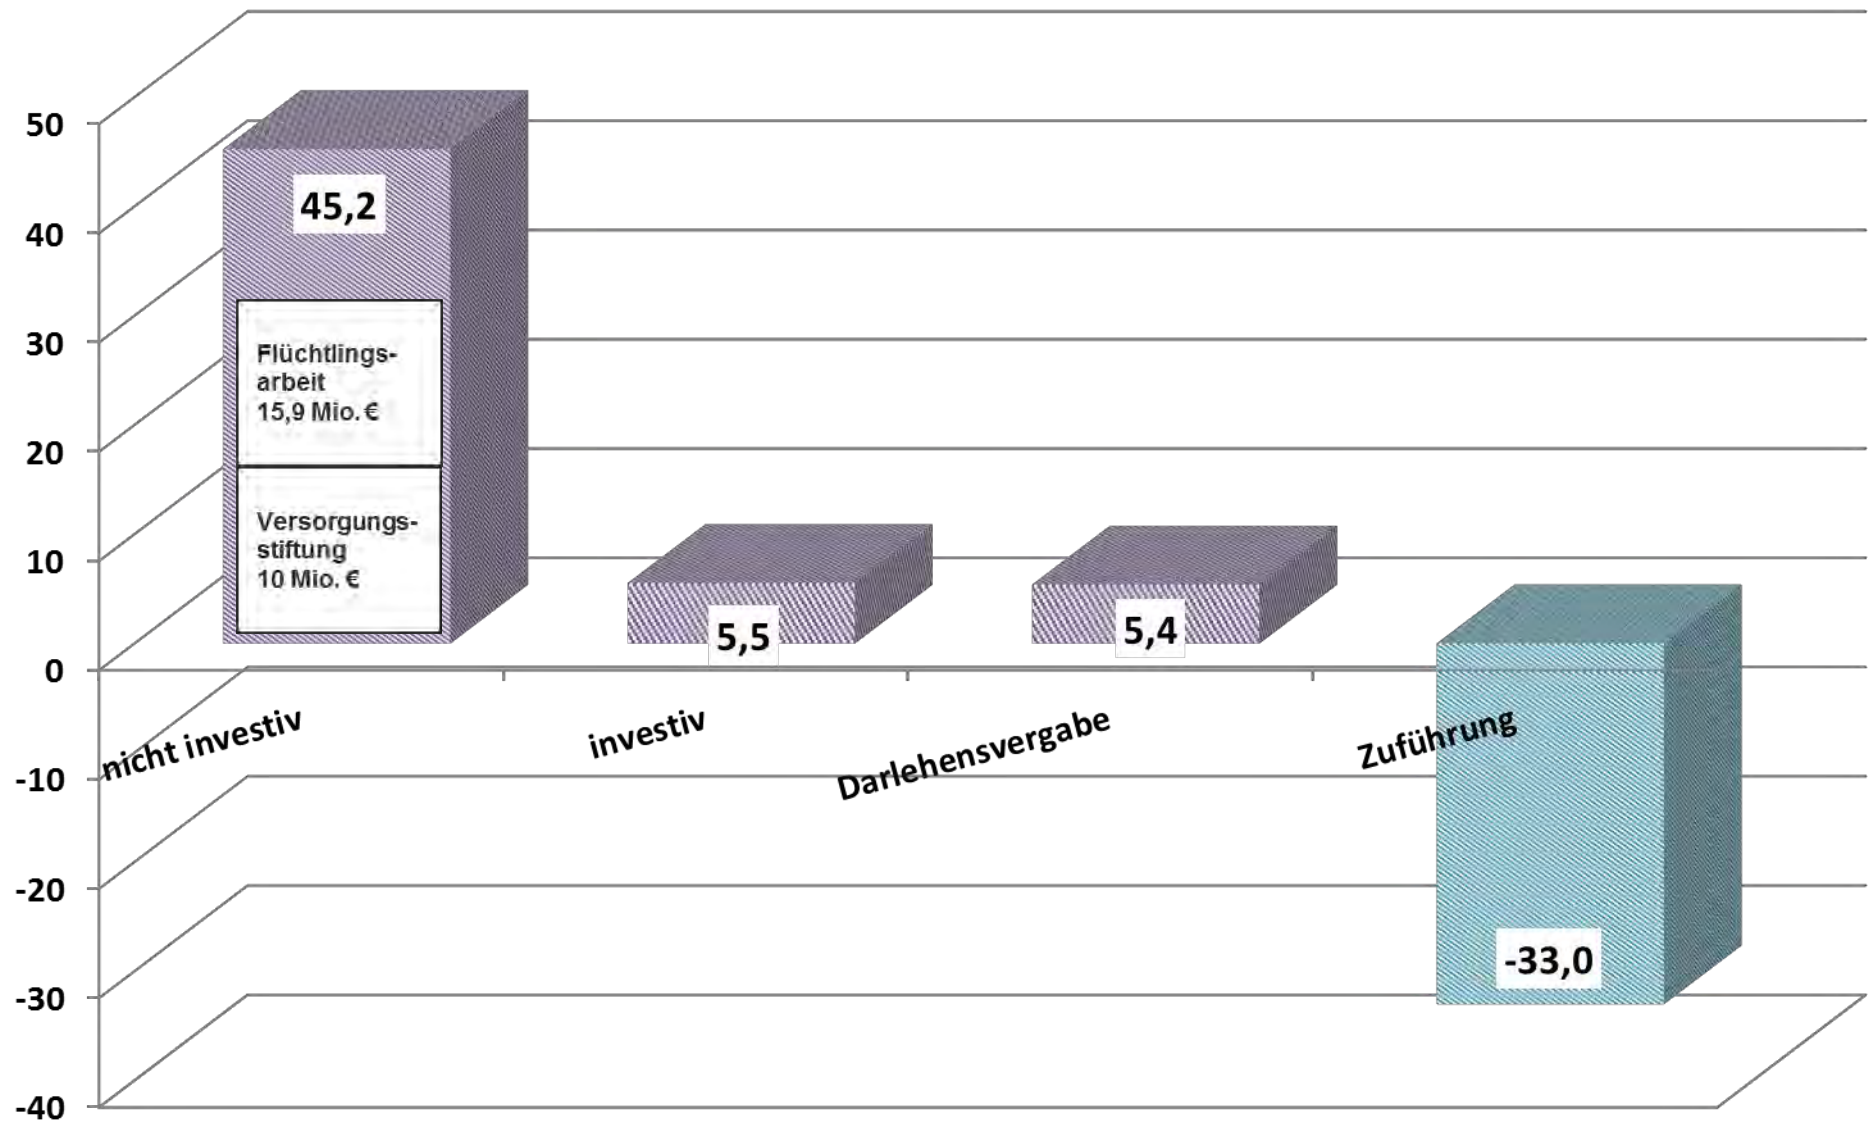 50
40
30
20
10
0
-10
-20
-30
-40
45,2
Flüchtlings-
arbeit
15,9 Mio. €
Versorgungs-
stiftung
10 Mio. €
5,5
5,4
-33,0
nicht investiv
investiv
Darlehensvergabe
Zuführung